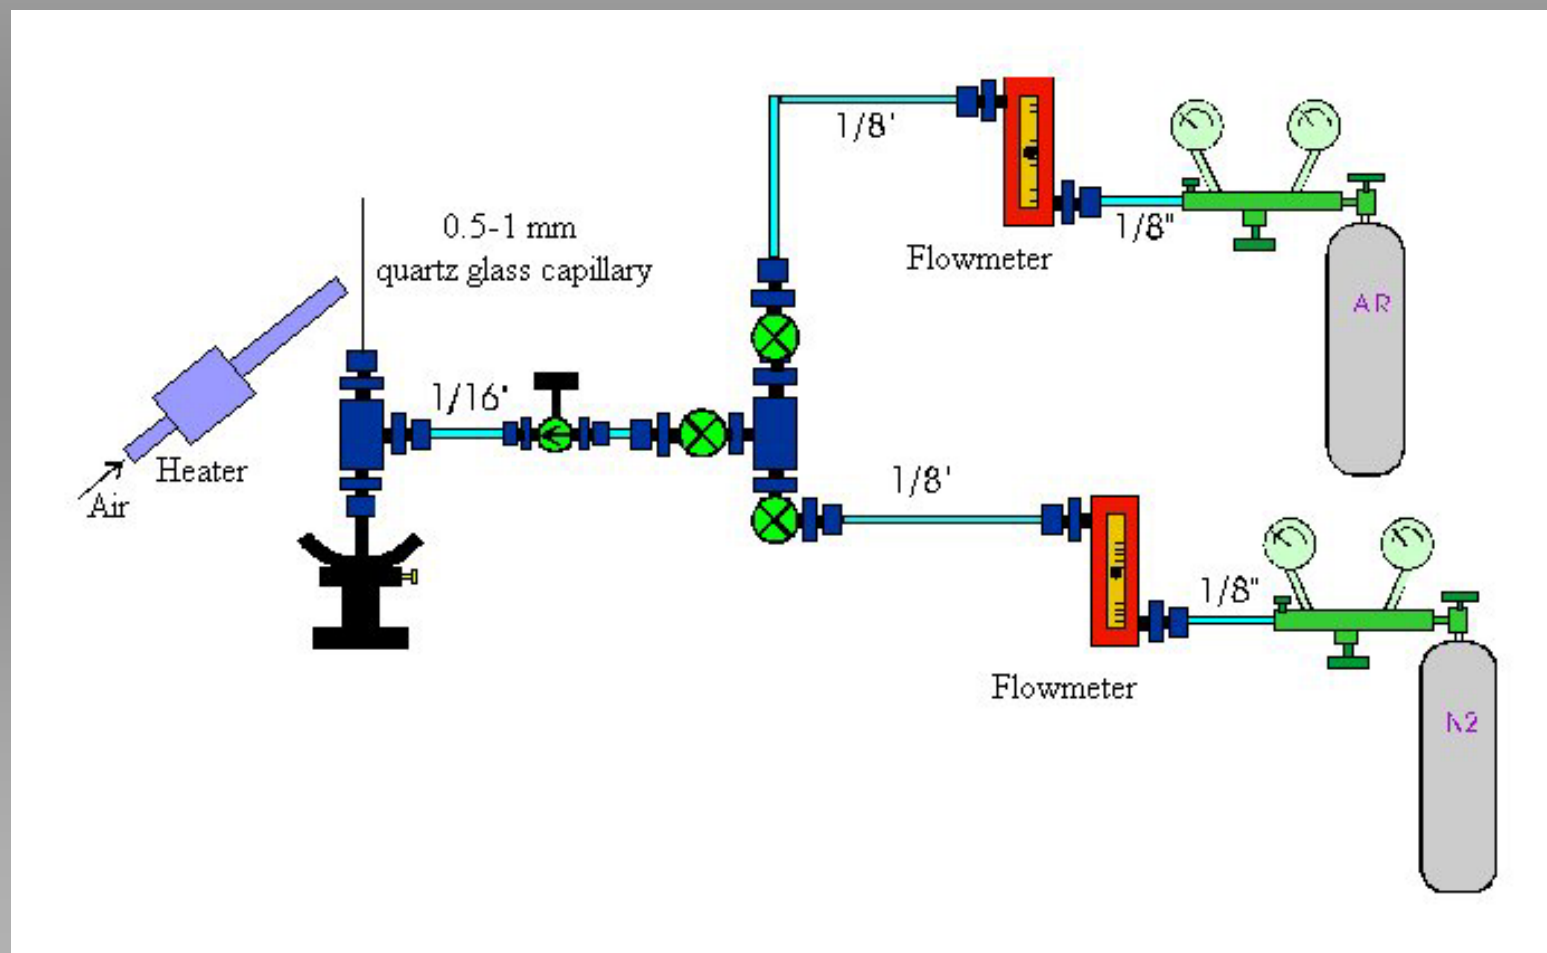 1/8'
0.5-1 mm
quartz glass capillary
1/8"
Flowmeter
AR
1/16'
Heater
Air
1/8'
1/8"
Flowmeter
N2